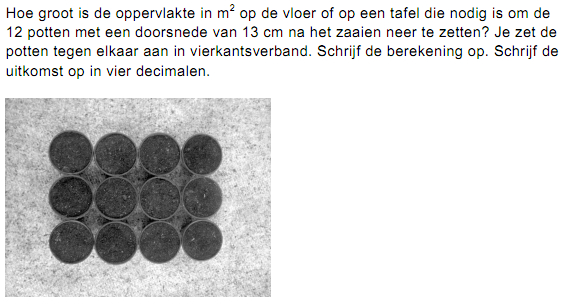 Hoe groot is de oppervlakte in m² op de vloer of op een tafel die nodig is om de
12 potten met een doorsnede van 13 cm na het zaaien neer te zetten? Je zet de
potten tegen elkaar aan in vierkantsverband. Schrijf de berekening op. Schrijf de
uitkomst op in vier decimalen.